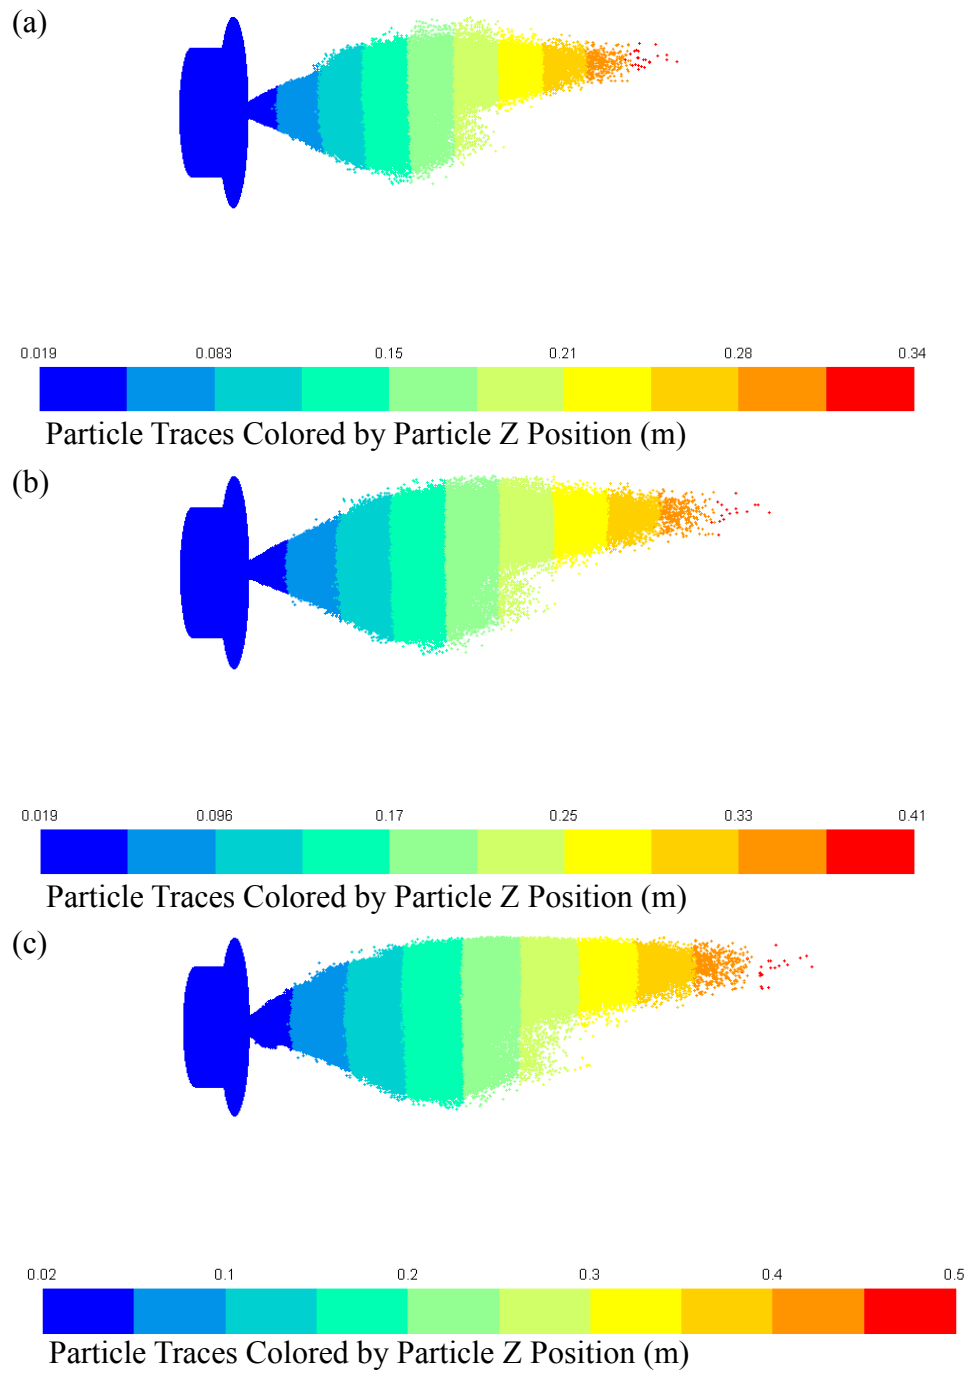 (a)
0.019 0.083 0.15 0.21 0.28 0.34
Particle Traces Colored by Particle Z Position (m)
(b)
0.019 0.096 0.17 0.25 0.33 0.41
Particle Traces Colored by Particle Z Position (m)
(c)
0.02 0.1 0.2 0.3 0.4 0.5
Particle Traces Colored by Particle Z Position (m)